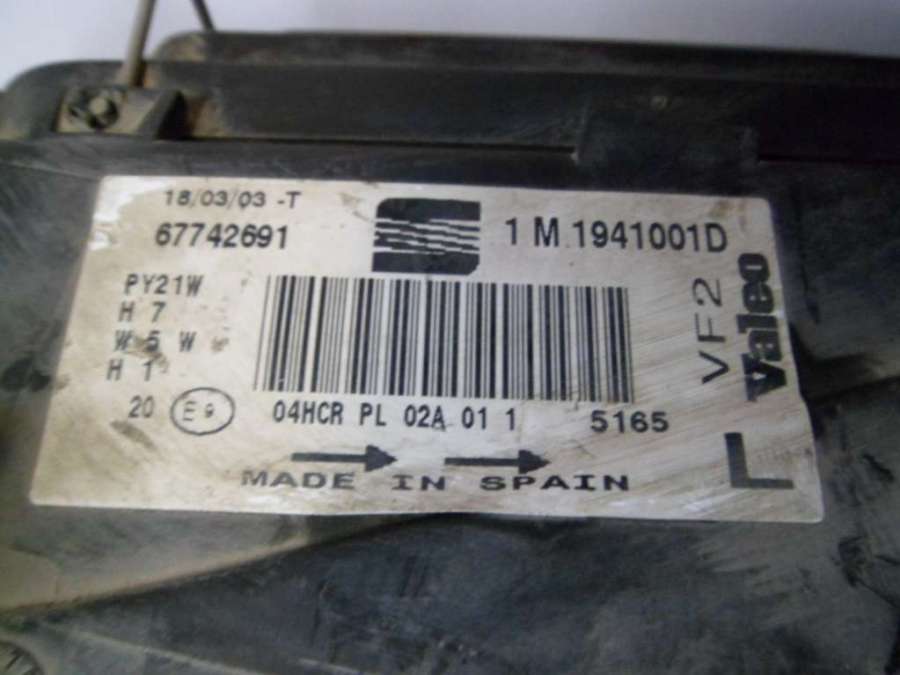 18/03/03 -T
67742691
1 M 1941001D
PY21W
H 7
W 5 W
H 1
VF2
Valeo
20 E9
04HCR PL 02A 01 1
5165
L
MADE IN SPAIN